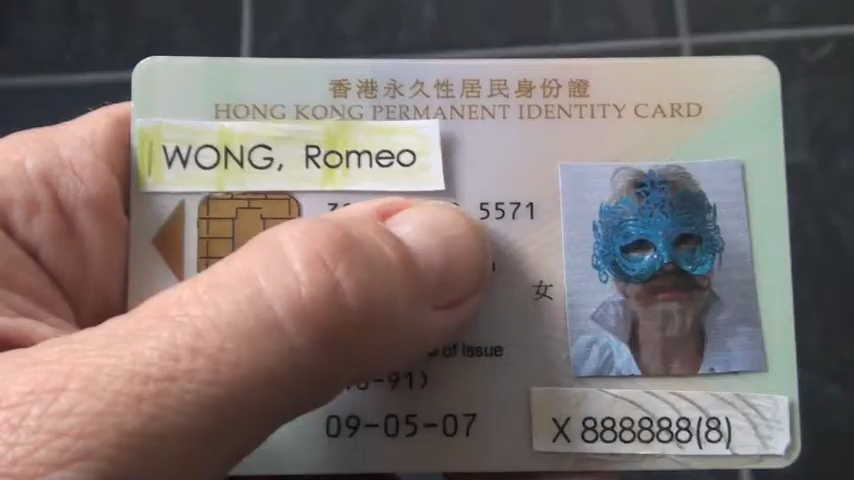 香港永久性居民身份證
HONG KONG PERMANENT IDENTITY CARD
WONG, Romeo
5571
女
of Issue
-91)
09-05-07
X 888888(8)